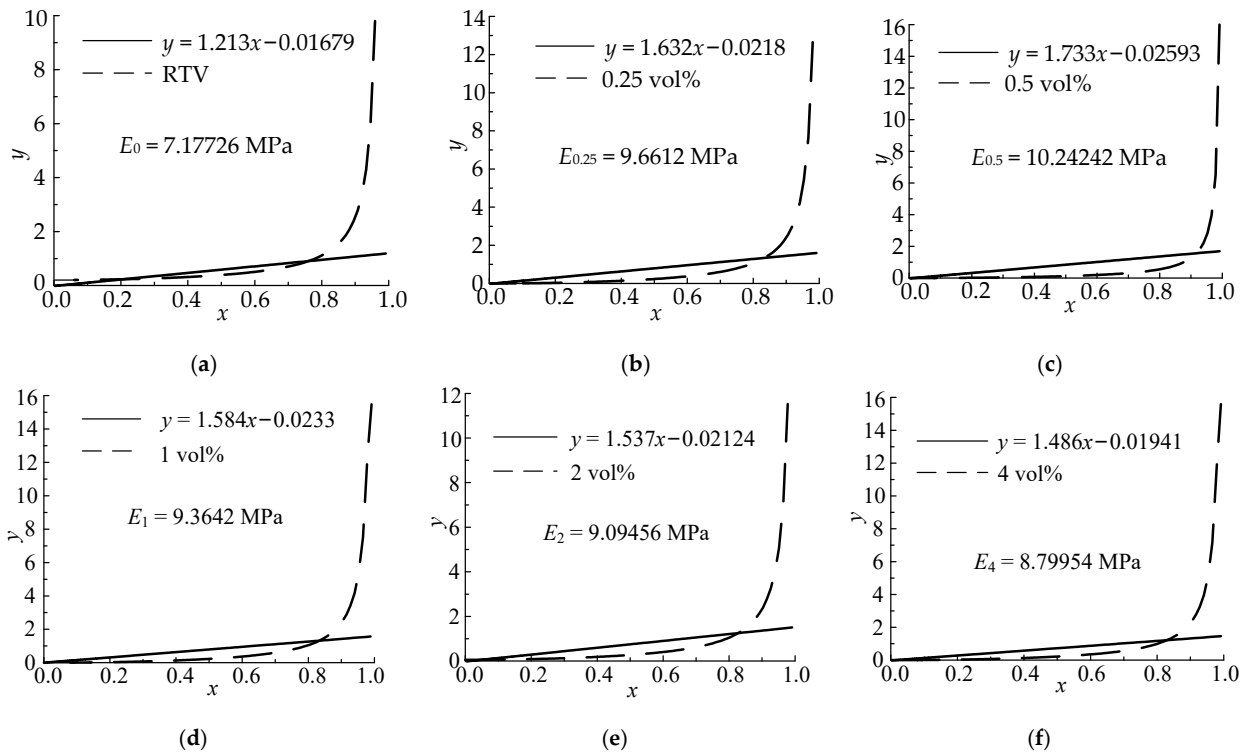 10
8
6
4
2
0
y
y = 1.213x−0.01679
RTV
E0 = 7.17726 MPa
0.0 0.2 0.4 0.6 0.8 1.0
x
(a)
14
12
10
8
6
4
2
0
y
y = 1.632x−0.0218
0.25 vol%
E0.25 = 9.6612 MPa
0.0 0.2 0.4 0.6 0.8 1.0
x
(b)
16
14
12
10
8
6
4
2
0
y
y = 1.733x−0.02593
0.5 vol%
E0.5 = 10.24242 MPa
0.0 0.2 0.4 0.6 0.8 1.0
x
(c)
16
14
12
10
8
6
4
2
0
y
y = 1.584x−0.0233
1 vol%
E1 = 9.3642 MPa
0.0 0.2 0.4 0.6 0.8 1.0
x
(d)
12
10
8
6
4
2
0
y
y = 1.537x−0.02124
2 vol%
E2 = 9.09456 MPa
0.0 0.2 0.4 0.6 0.8 1.0
x
(e)
16
14
12
10
8
6
4
2
0
y
y = 1.486x−0.01941
4 vol%
E4 = 8.79954 MPa
0.0 0.2 0.4 0.6 0.8 1.0
x
(f)